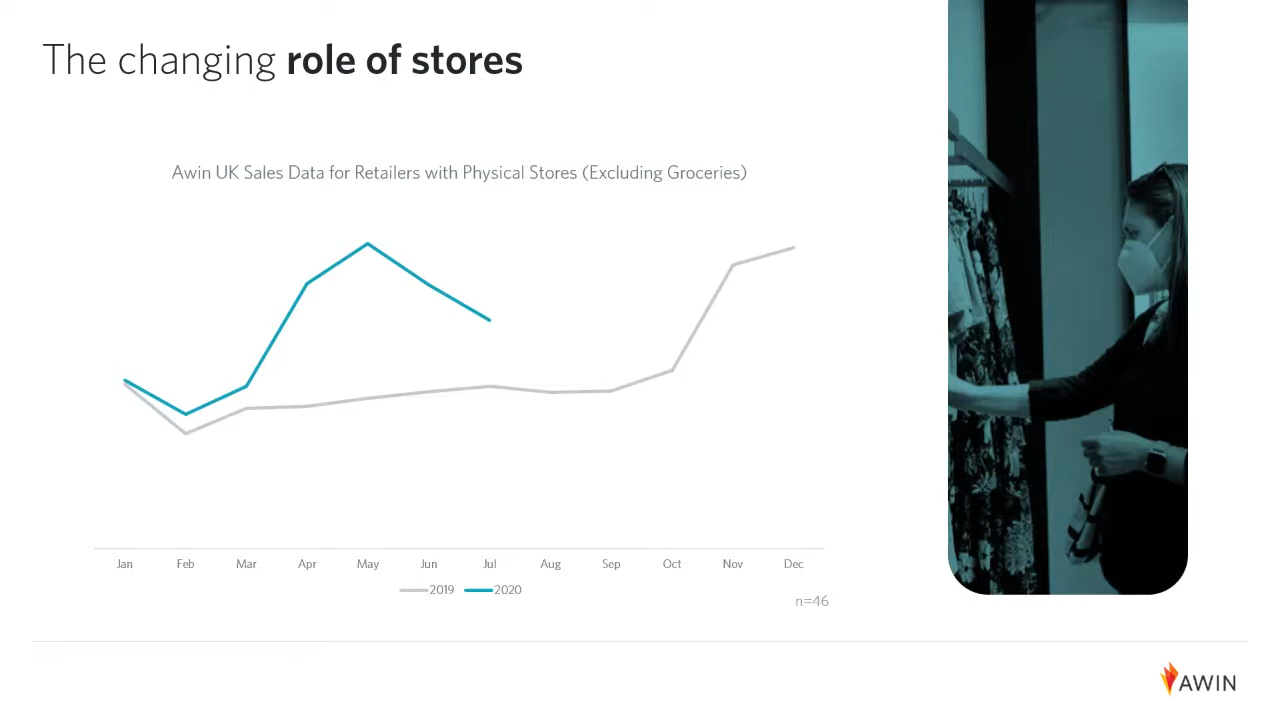 The changing role of stores
Awin UK Sales Data for Retailers with Physical Stores (Excluding Groceries)
Jan Feb Mar Apr May Jun Jul Aug Sep Oct Nov Dec
2019 2020
n=46
AWIN